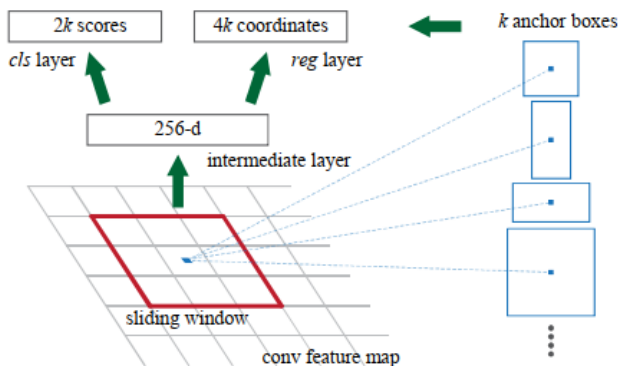 2k scores
4k coordinates
k anchor boxes
cls layer
reg layer
256-d
intermediate layer
sliding window
conv feature map